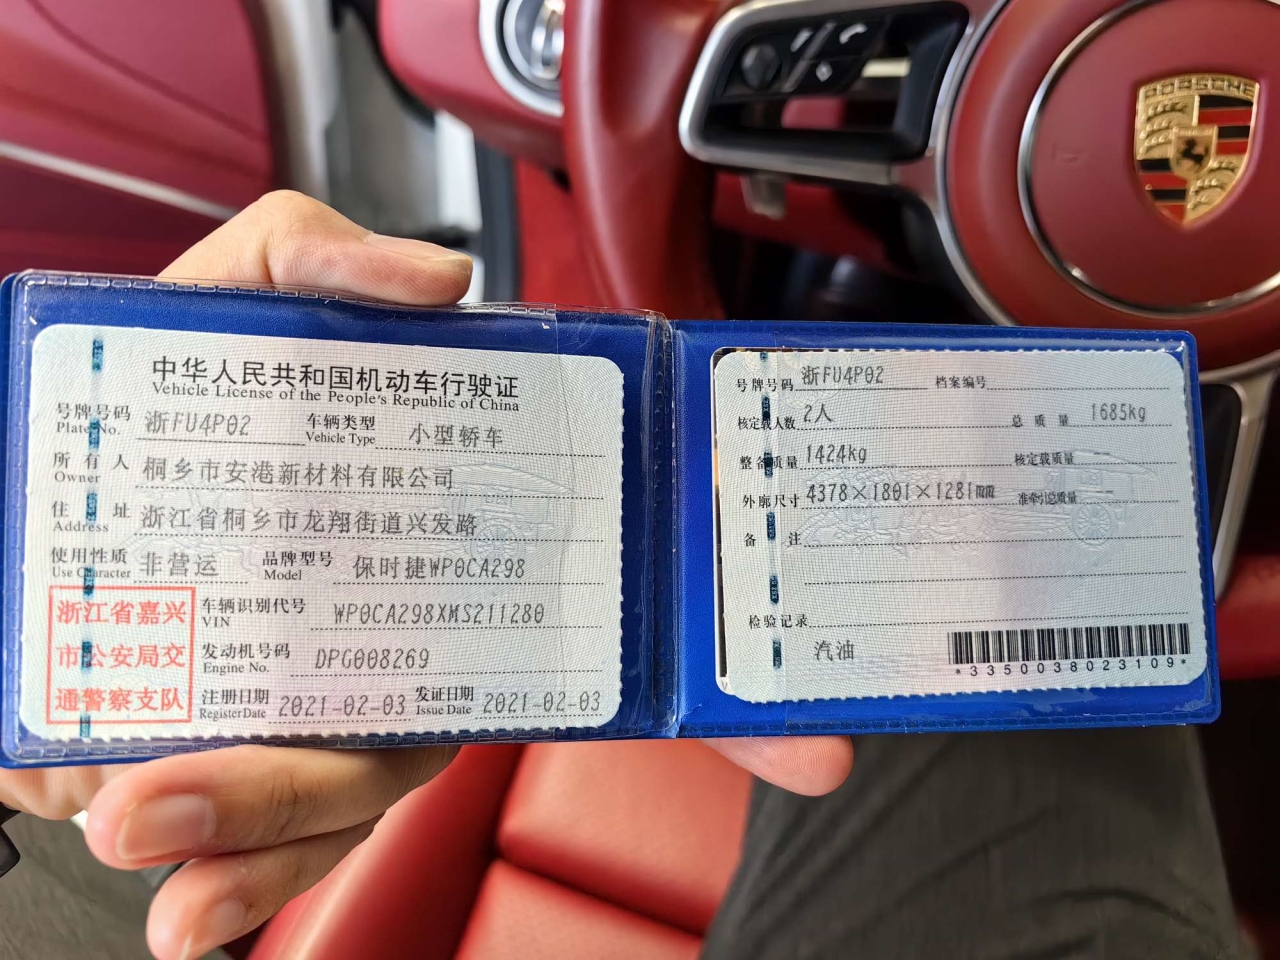 PORSCHE
中华人民共和国机动车行驶证
Vehicle License of the People's Republic of China
号牌号码 浙FU4P02 车辆类型 小型轿车
Plate No. Vehicle Type
所有人 桐乡市安港新材料有限公司
Owner
住址 浙江省桐乡市龙翔街道兴发路
Address
使用性质 非营运 品牌型号 保时捷WP0CA298
Use Character Model
浙江省嘉兴
市公安局交
通警察支队
车辆识别代号 WP0CA298XMS211280
VIN
发动机号码 DPG008269
Engine No.
注册日期 2021-02-03 发证日期 2021-02-03
Register Date Issue Date
号牌号码 浙FU4P02 档案编号
核定载人数 2人 总质量 1685kg
整备质量 1424kg 核定载质量 --
外廓尺寸 4378×1801×1281 准牵引总质量 --
备注
检验记录
汽油
*3350038023109*